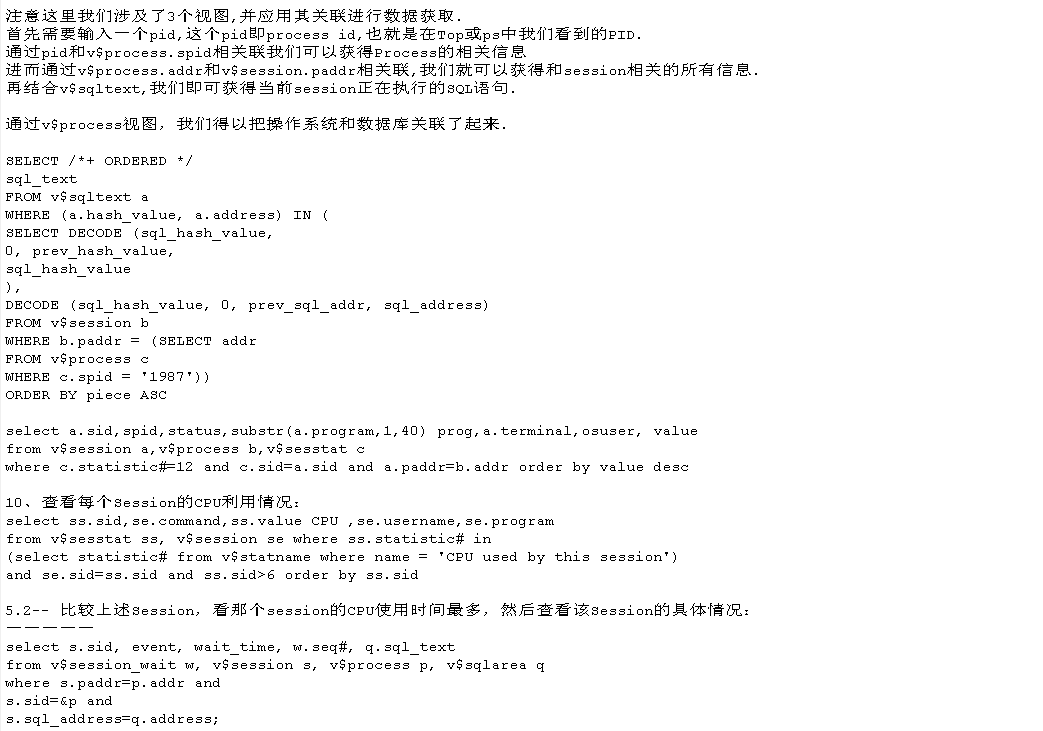 注意这里我们涉及了3个视图,并应用其关联进行数据获取.
首先需要输入一个pid,这个pid即process id,也就是在Top或ps中我们看到的PID.
通过pid和v$process.spid相关联我们可以获得Process的相关信息
进而通过v$process.addr和v$session.paddr相关联,我们就可以获得和session相关的所有信息.
再结合v$sqltext,我们即可获得当前session正在执行的SQL语句.
通过v$process视图，我们得以把操作系统和数据库关联了起来.
SELECT /*+ ORDERED */
sql_text
FROM v$sqltext a
WHERE (a.hash_value, a.address) IN (
SELECT DECODE (sql_hash_value,
0, prev_hash_value,
sql_hash_value
),
DECODE (sql_hash_value, 0, prev_sql_addr, sql_address)
FROM v$session b
WHERE b.paddr = (SELECT addr
FROM v$process c
WHERE c.spid = '1987'))
ORDER BY piece ASC
select a.sid,spid,status,substr(a.program,1,40) prog,a.terminal,osuser, value
from v$session a,v$process b,v$sesstat c
where c.statistic#=12 and c.sid=a.sid and a.paddr=b.addr order by value desc
10、查看每个Session的CPU利用情况：
select ss.sid,se.command,ss.value CPU ,se.username,se.program
from v$sesstat ss, v$session se where ss.statistic# in
(select statistic# from v$statname where name = 'CPU used by this session')
and se.sid=ss.sid and ss.sid>6 order by ss.sid
5.2-- 比较上述Session，看那个session的CPU使用时间最多，然后查看该Session的具体情况：
—————
select s.sid, event, wait_time, w.seq#, q.sql_text
from v$session_wait w, v$session s, v$process p, v$sqlarea q
where s.paddr=p.addr and
s.sid=&p and
s.sql_address=q.address;